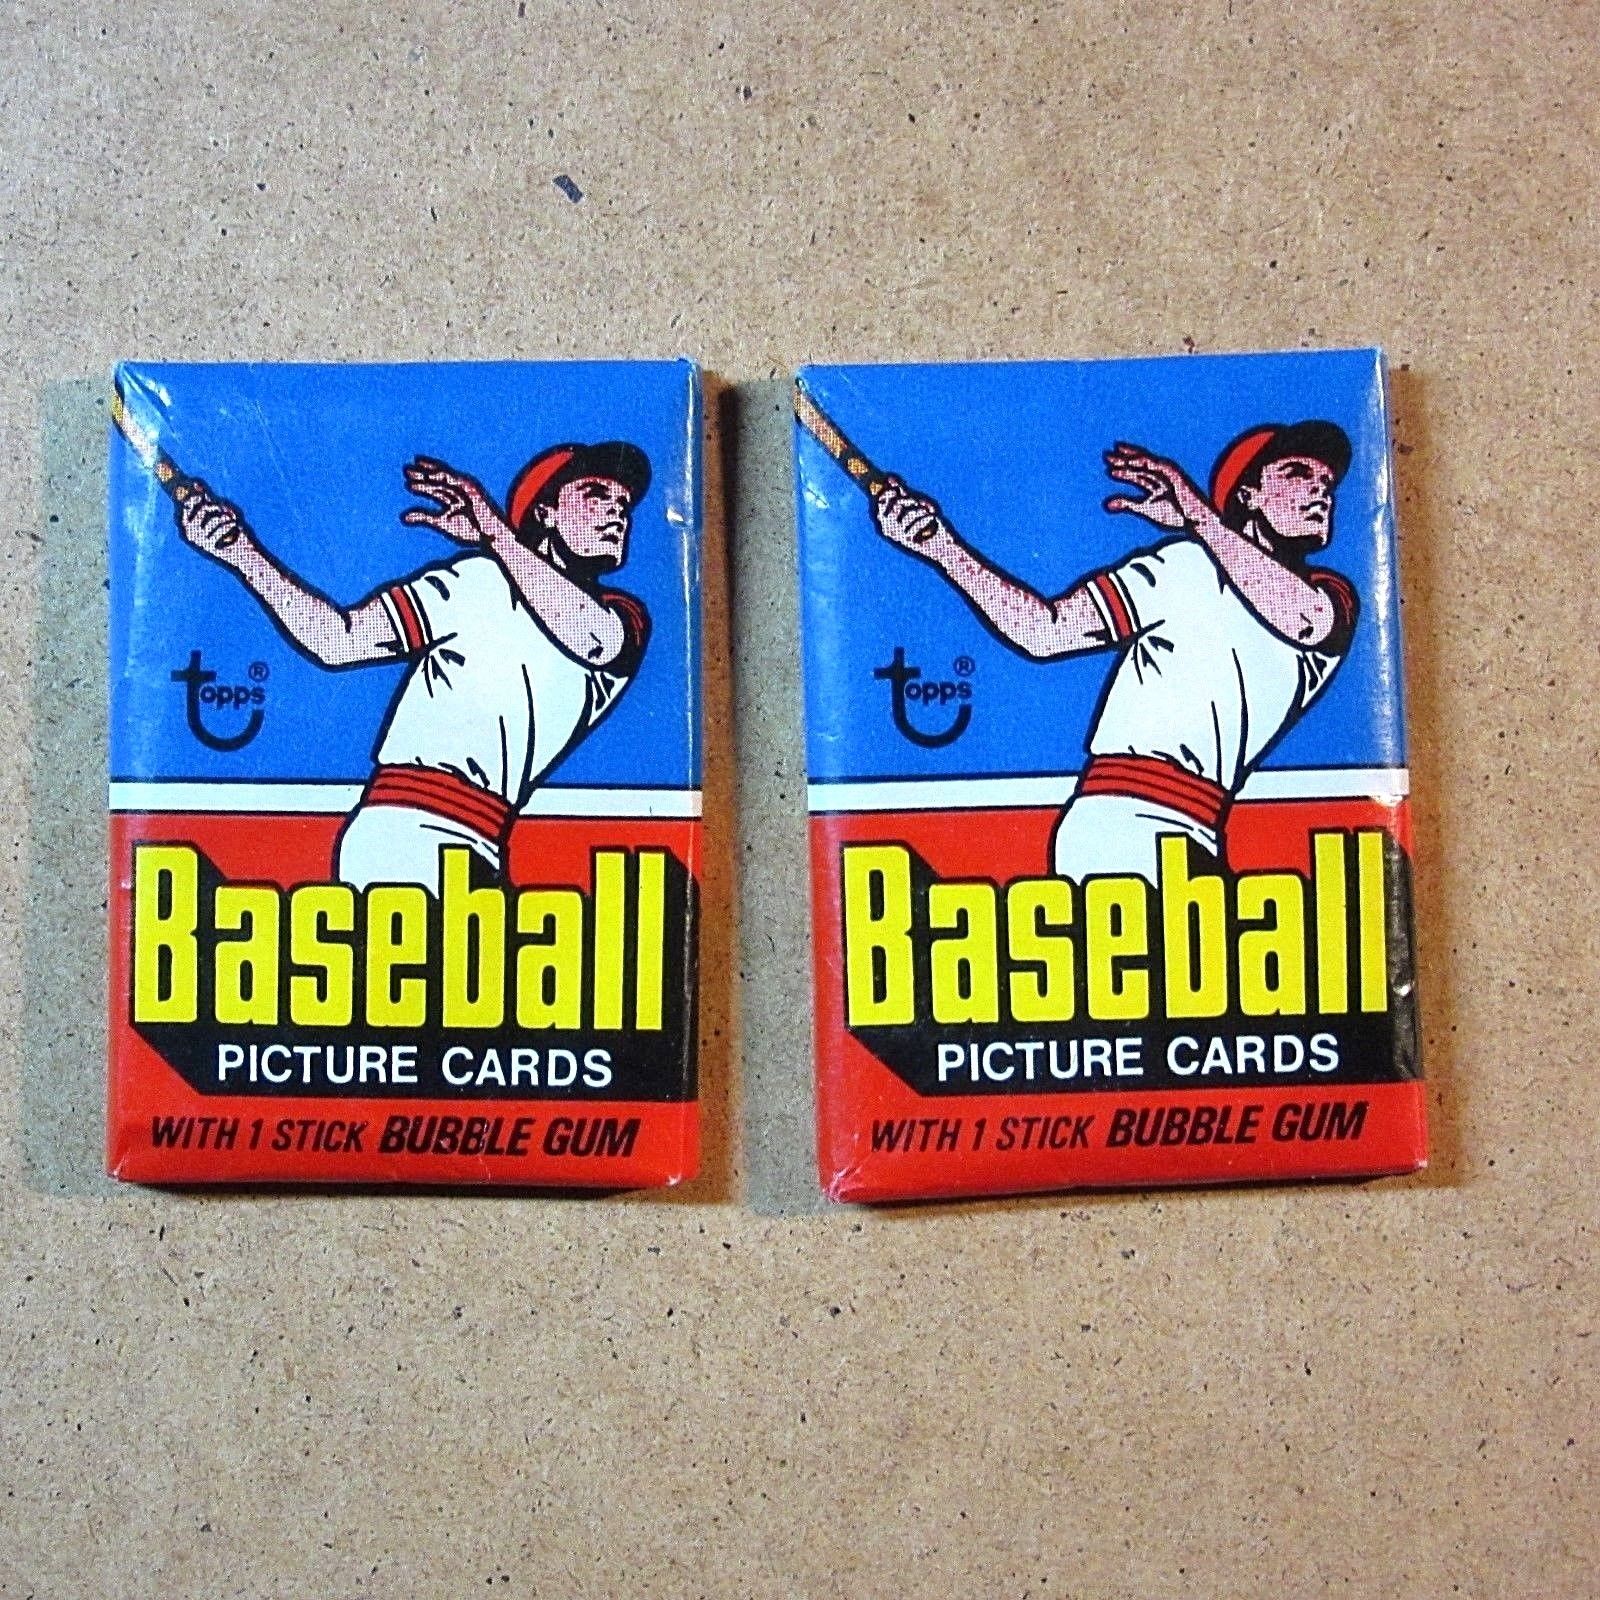 topps®
Baseball
PICTURE CARDS
WITH 1 STICK BUBBLE GUM
topps®
Baseball
PICTURE CARDS
WITH 1 STICK BUBBLE GUM